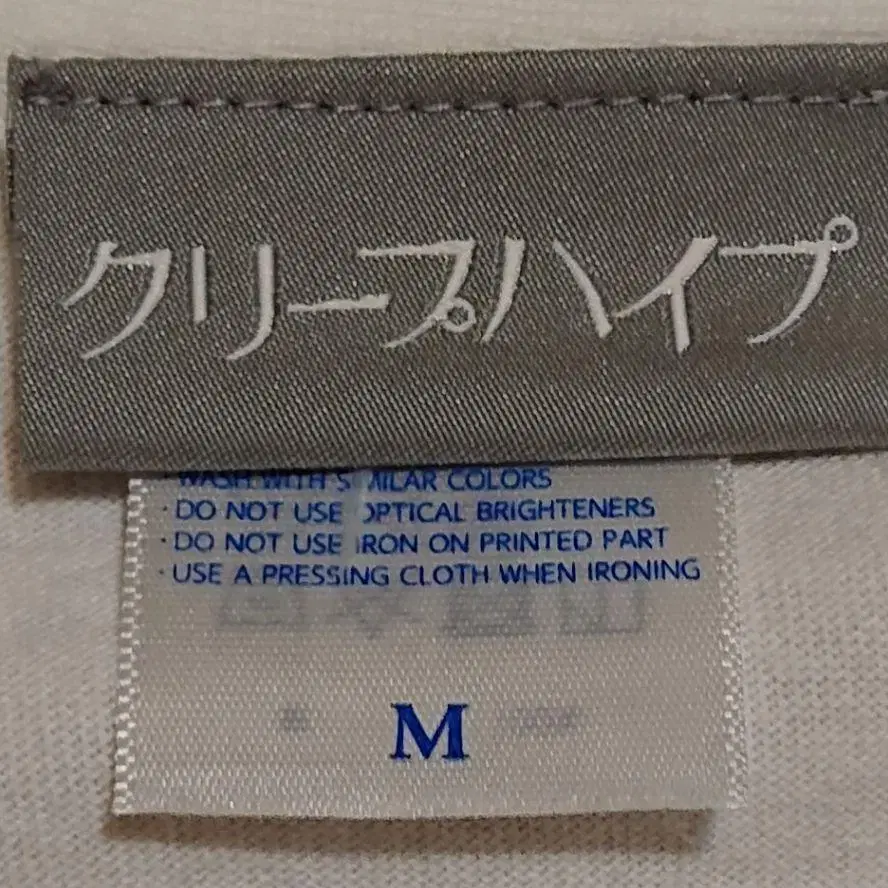 クリープハイプ
・WASH WITH SIMILAR COLORS
・DO NOT USE OPTICAL BRIGHTENERS
・DO NOT USE IRON ON PRINTED PART
・USE A PRESSING CLOTH WHEN IRONING
M